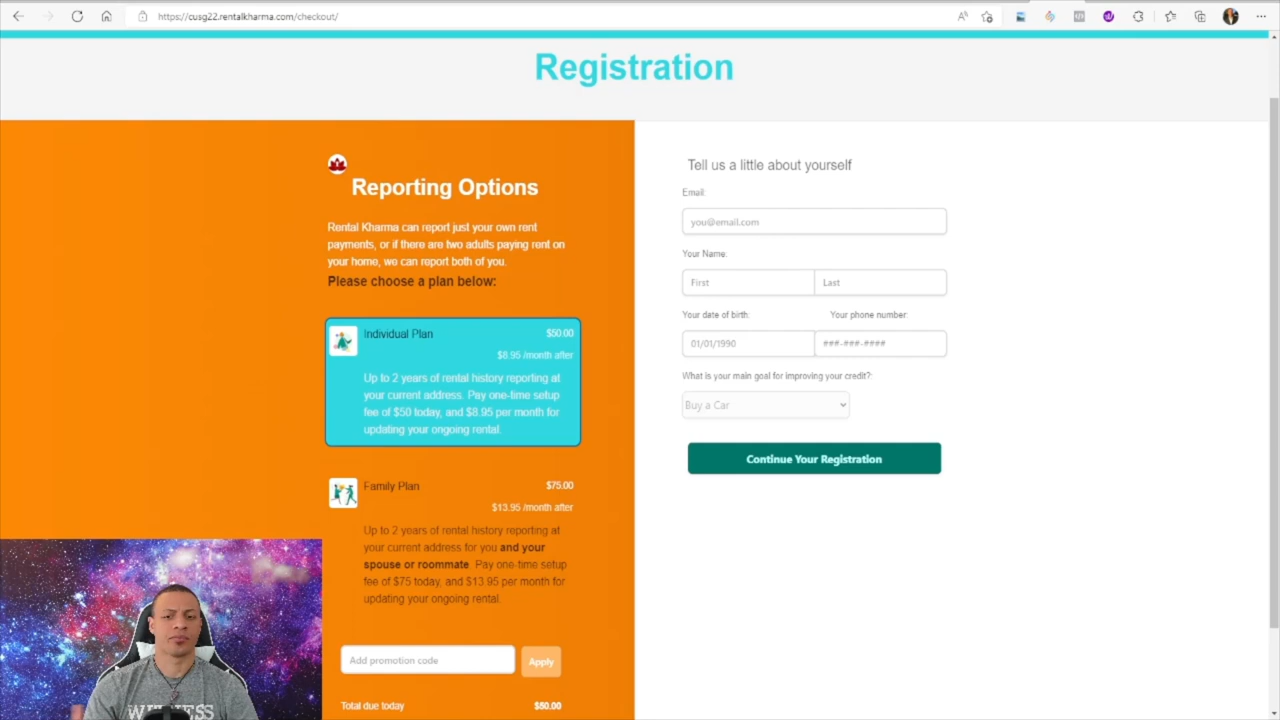 https://cusg22.rentalkharma.com/checkout/
Registration
Reporting Options
Rental Kharma can report just your own rent
payments, or if there are two adults paying rent on
your home, we can report both of you.
Please choose a plan below:
Individual Plan
$50.00
$8.95 /month after
Up to 2 years of rental history reporting at
your current address. Pay one-time setup
fee of $50 today, and $8.95 per month for
updating your ongoing rental.
Family Plan
$75.00
$13.95 /month after
Up to 2 years of rental history reporting at
your current address for you and your
spouse or roommate. Pay one-time setup
fee of $75 today, and $13.95 per month for
updating your ongoing rental.
Add promotion code
Apply
Total due today
$50.00
Tell us a little about yourself
Email:
you@email.com
Your Name:
First
Last
Your date of birth:
Your phone number:
01/01/1990
###-###-####
What is your main goal for improving your credit?:
Buy a Car
Continue Your Registration
WITNESS